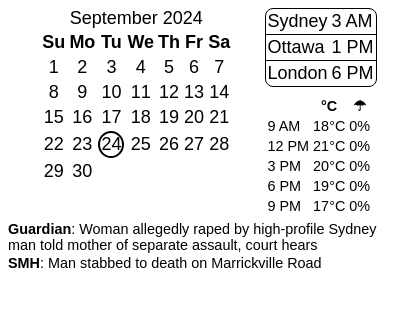 September 2024
Su Mo Tu We Th Fr Sa
1 2 3 4 5 6 7
8 9 10 11 12 13 14
15 16 17 18 19 20 21
22 23 24 25 26 27 28
29 30
Sydney 3 AM
Ottawa 1 PM
London 6 PM
°C ☂
9 AM 18°C 0%
12 PM 21°C 0%
3 PM 20°C 0%
6 PM 19°C 0%
9 PM 17°C 0%
Guardian: Woman allegedly raped by high-profile Sydney
man told mother of separate assault, court hears
SMH: Man stabbed to death on Marrickville Road